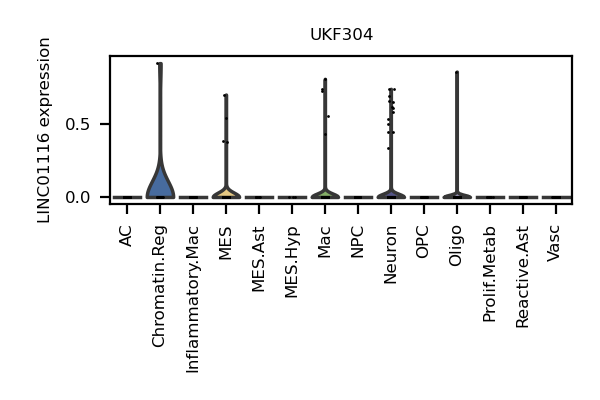 UKF304
LINC01116 expression
0.5
0.0
AC
Chromatin.Reg
Inflammatory.Mac
MES
MES.Ast
MES.Hyp
Mac
NPC
Neuron
OPC
Oligo
Prolif.Metab
Reactive.Ast
Vasc